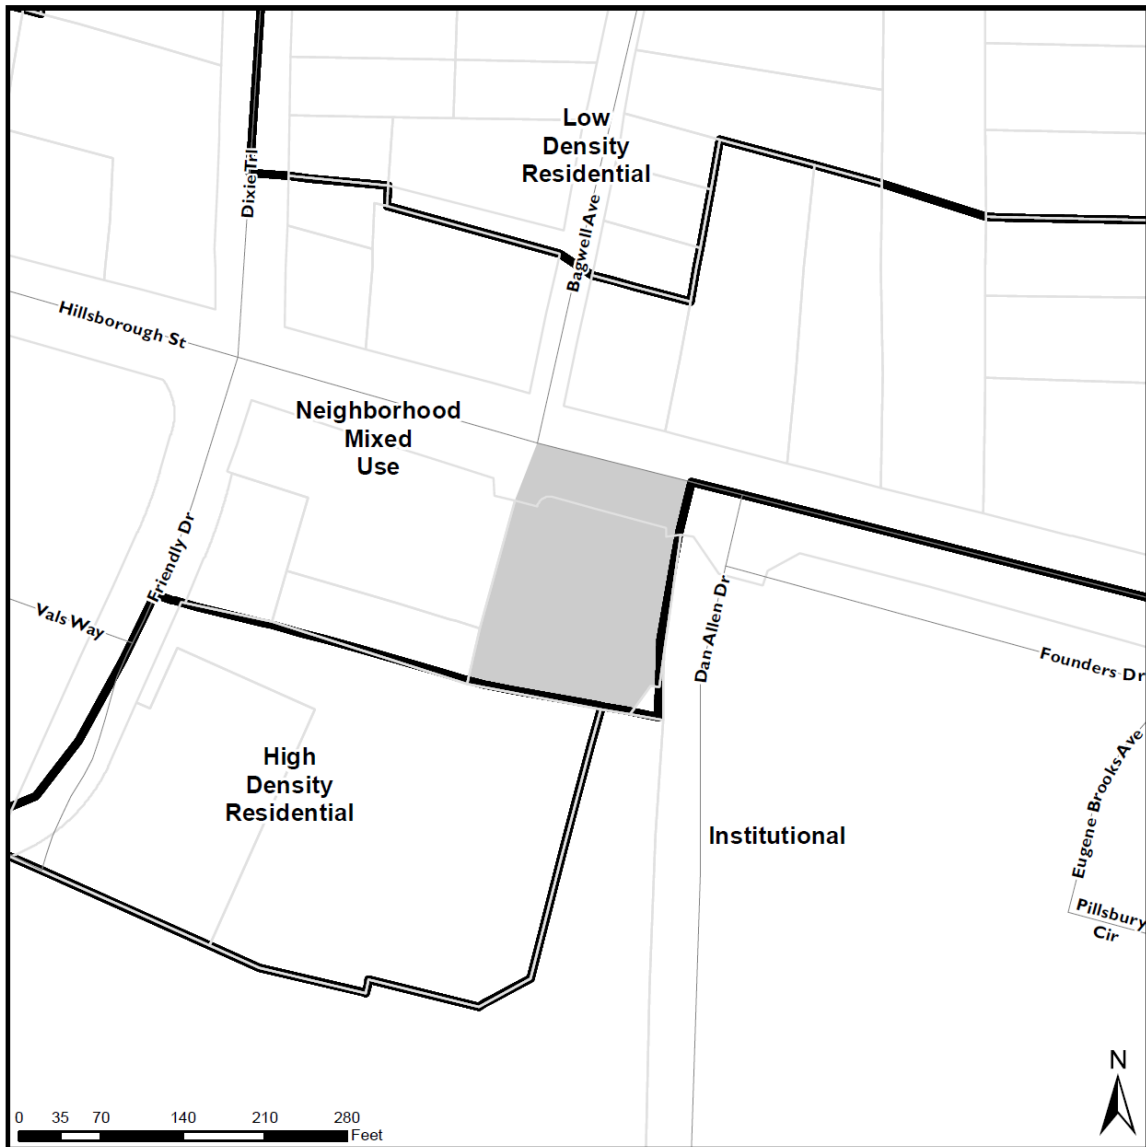 Low
Density
Residential
Dixie Trl
Bagwell Ave
Hillsborough St
Neighborhood
Mixed
Use
Friendly Dr
Vals Way
Dan Allen Dr
Founders Dr
High
Density
Residential
Institutional
Eugene Brooks Ave
Pillsbury
Cir
N
0 35 70 140 210 280
Feet